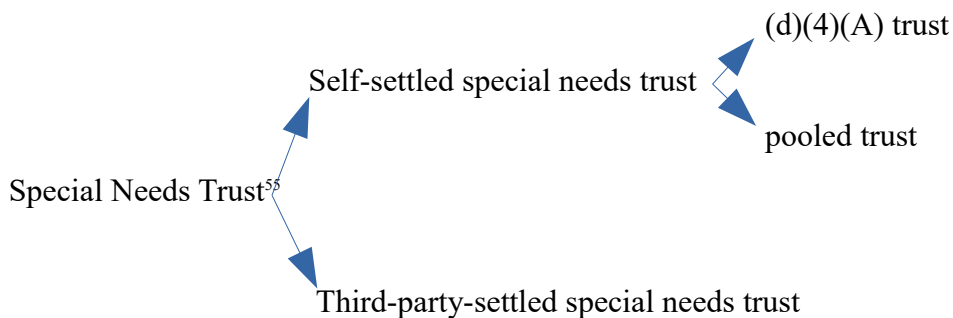 (d)(4)(A) trust
Self-settled special needs trust
pooled trust
Special Needs Trust55
Third-party-settled special needs trust